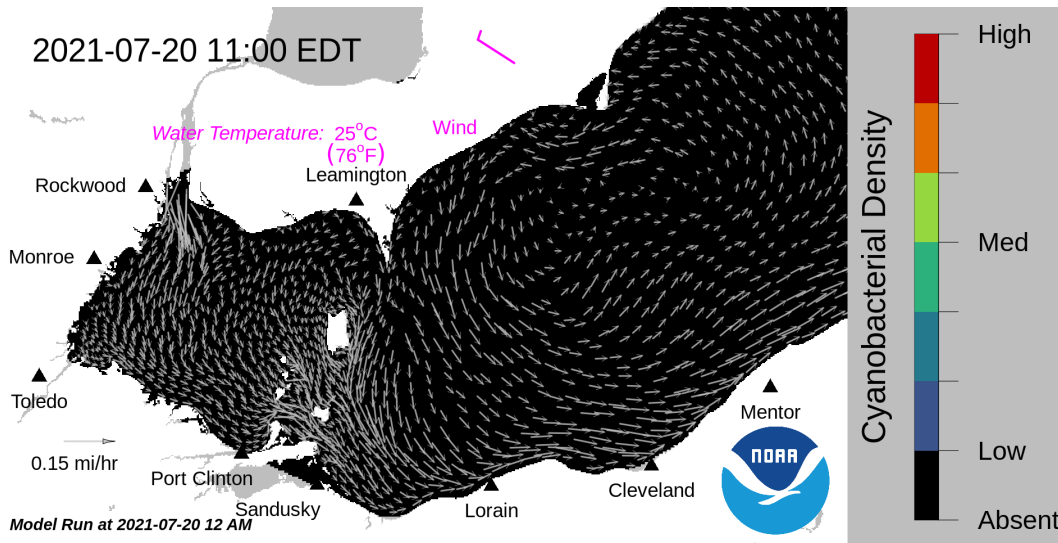 2021-07-20 11:00 EDT
Water Temperature: 25°C
(76°F)
Wind
Leamington
Rockwood
Monroe
Toledo
0.15 mi/hr
Port Clinton
Sandusky
Lorain
Cleveland
Mentor
NOAA
Model Run at 2021-07-20 12 AM
Cyanobacterial Density
High
Med
Low
Absent